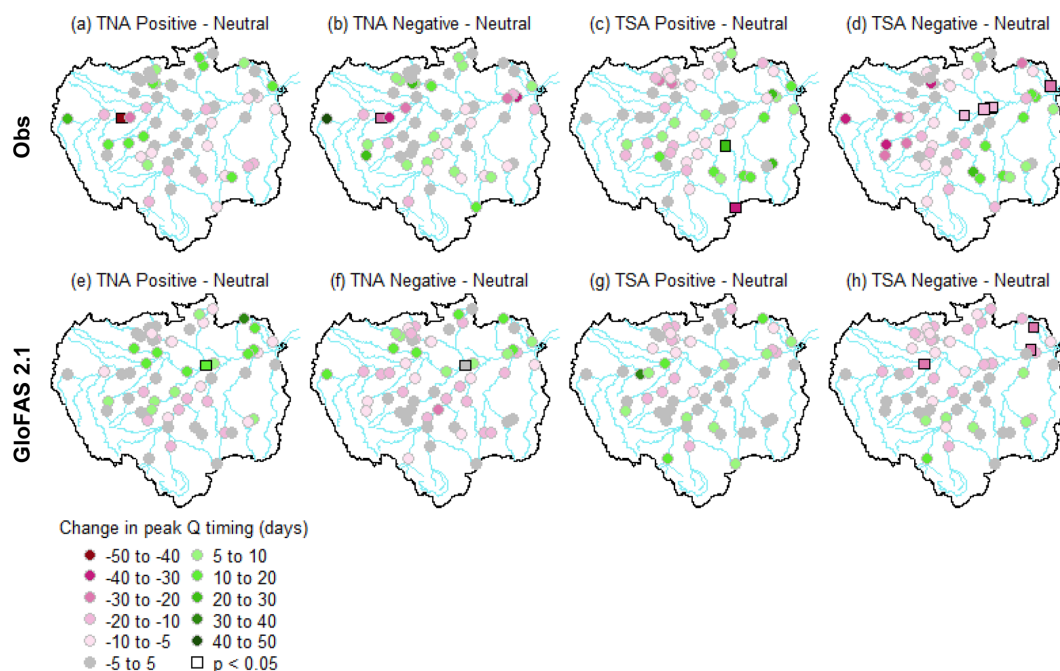 (a) TNA Positive - Neutral
(b) TNA Negative - Neutral
(c) TSA Positive - Neutral
(d) TSA Negative - Neutral
Obs
(e) TNA Positive - Neutral
(f) TNA Negative - Neutral
(g) TSA Positive - Neutral
(h) TSA Negative - Neutral
GloFAS 2.1
Change in peak Q timing (days)
-50 to -40
-40 to -30
-30 to -20
-20 to -10
-10 to -5
-5 to 5
5 to 10
10 to 20
20 to 30
30 to 40
40 to 50
p < 0.05